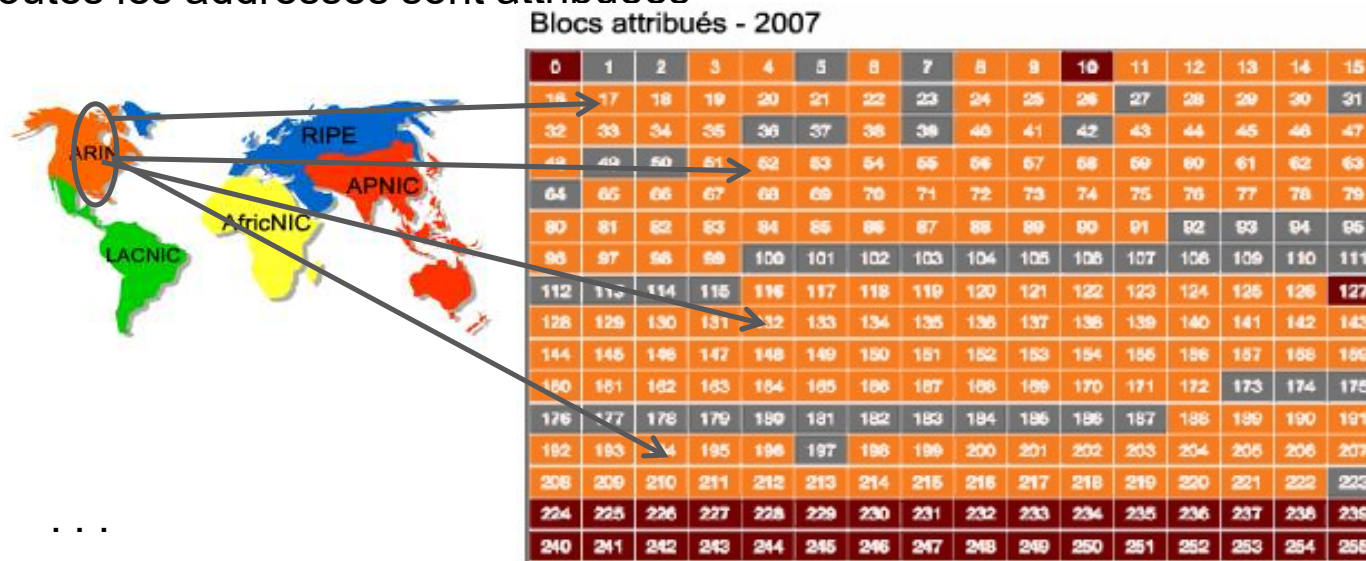 outes les addresses sont attribuées
Blocs attribués - 2007
ARIN
RIPE
APNIC
AfricNIC
LACNIC
0 1 2 3 4 5 6 7 8 9 10 11 12 13 14 15
16 17 18 19 20 21 22 23 24 25 26 27 28 29 30 31
32 33 34 35 36 37 38 39 40 41 42 43 44 45 46 47
48 49 50 51 52 53 54 55 56 57 58 59 60 61 62 63
64 65 66 67 68 69 70 71 72 73 74 75 76 77 78 79
80 81 82 83 84 85 86 87 88 89 90 91 92 93 94 95
96 97 98 99 100 101 102 103 104 105 106 107 108 109 110 111
112 113 114 115 116 117 118 119 120 121 122 123 124 125 126 127
128 129 130 131 132 133 134 135 136 137 138 139 140 141 142 143
144 145 146 147 148 149 150 151 152 153 154 155 156 157 158 159
160 161 162 163 164 165 166 167 168 169 170 171 172 173 174 175
176 177 178 179 180 181 182 183 184 185 186 187 188 189 190 191
192 193 4 195 196 197 198 199 200 201 202 203 204 205 206 207
208 209 210 211 212 213 214 215 216 217 218 219 220 221 222 223
224 225 226 227 228 229 230 231 232 233 234 235 236 237 238 239
240 241 242 243 244 245 246 247 248 249 250 251 252 253 254 255
. . .